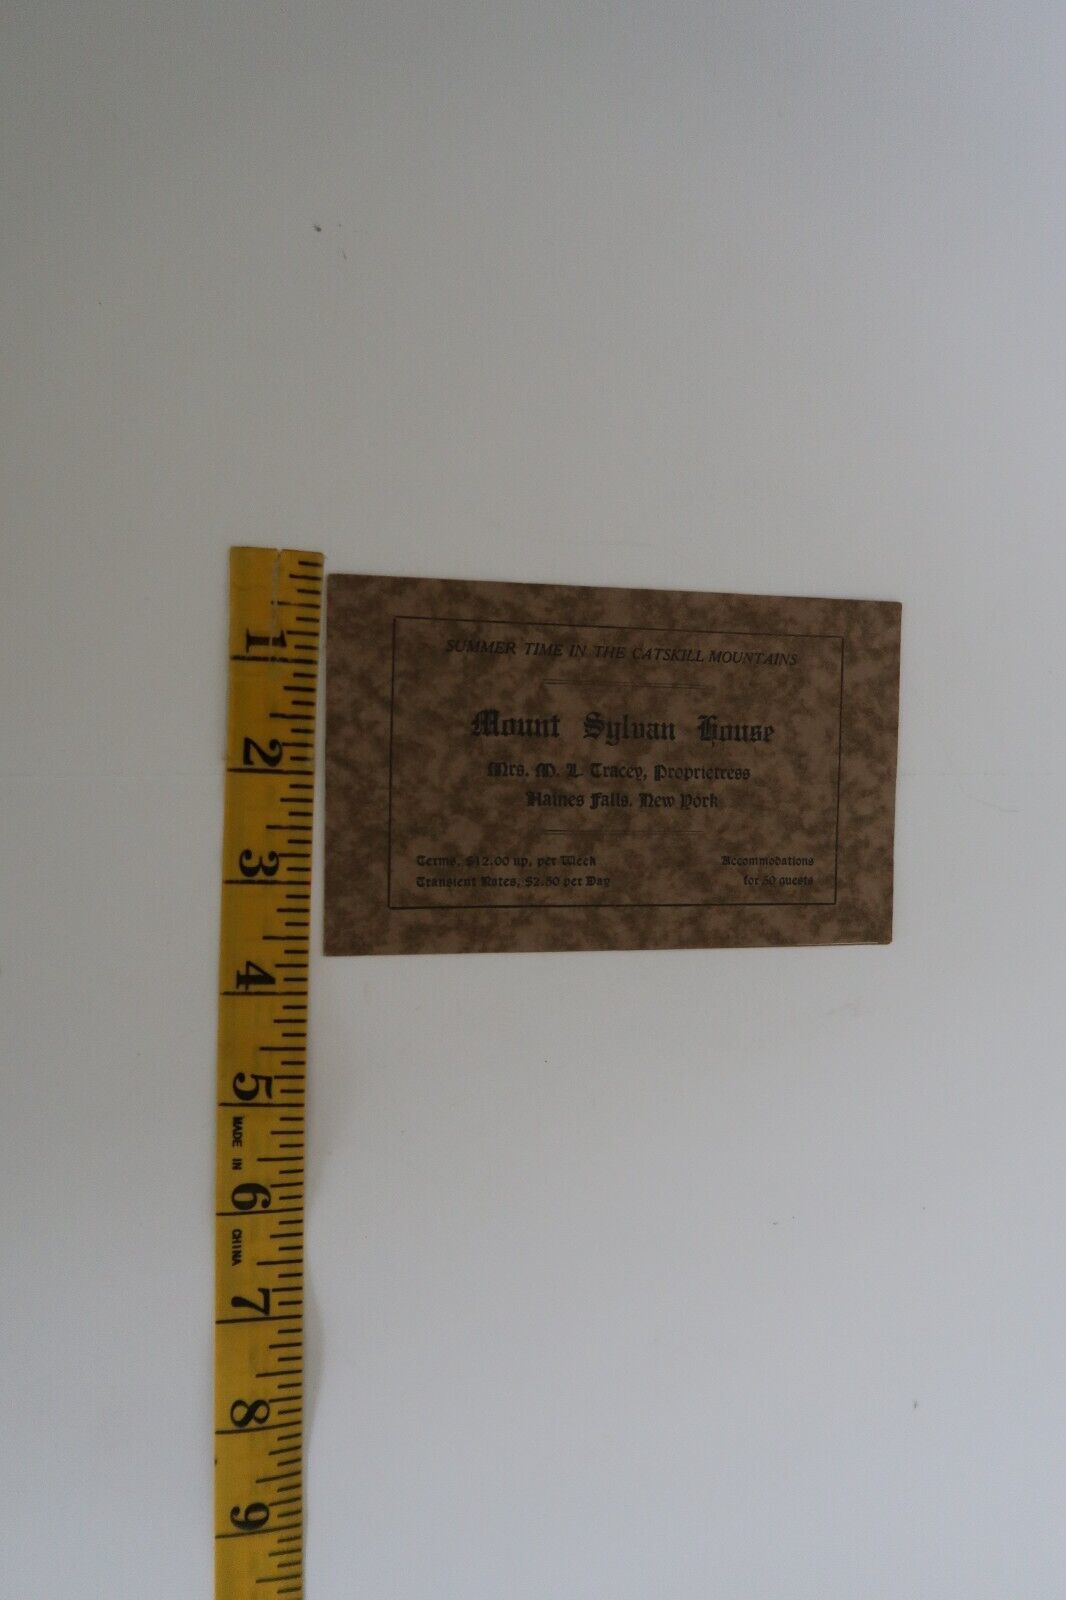 SUMMER TIME IN THE CATSKILL MOUNTAINS
Mount Sylvan House
Mrs. M. L. Tracey, Proprietress
Haines Falls, New York
Terms, $12.00 up, per Week
Transient Rates, $2.50 per Day
Accommodations
for 50 guests
1
2
3
4
5
MADE IN
6
CHINA
7
8
9